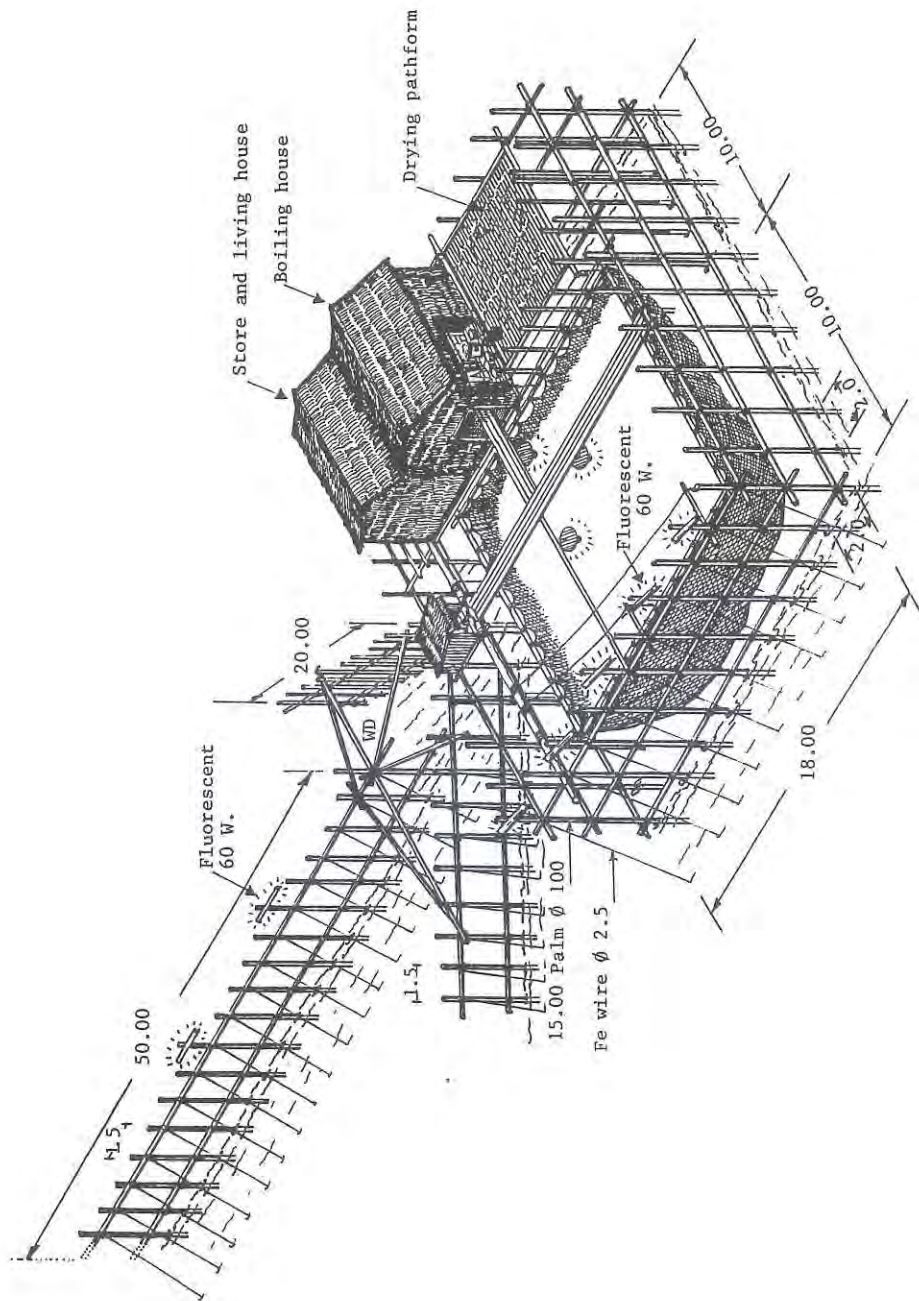 Store and living house
Boiling house
Drying pathform
Fluorescent
60 W.
50.00
20.00
WD
1.5
1.5
Fluorescent
60 W.
15.00 Palm Ø 100
Fe wire Ø 2.5
18.00
2.0
2.0
10.00
10.00